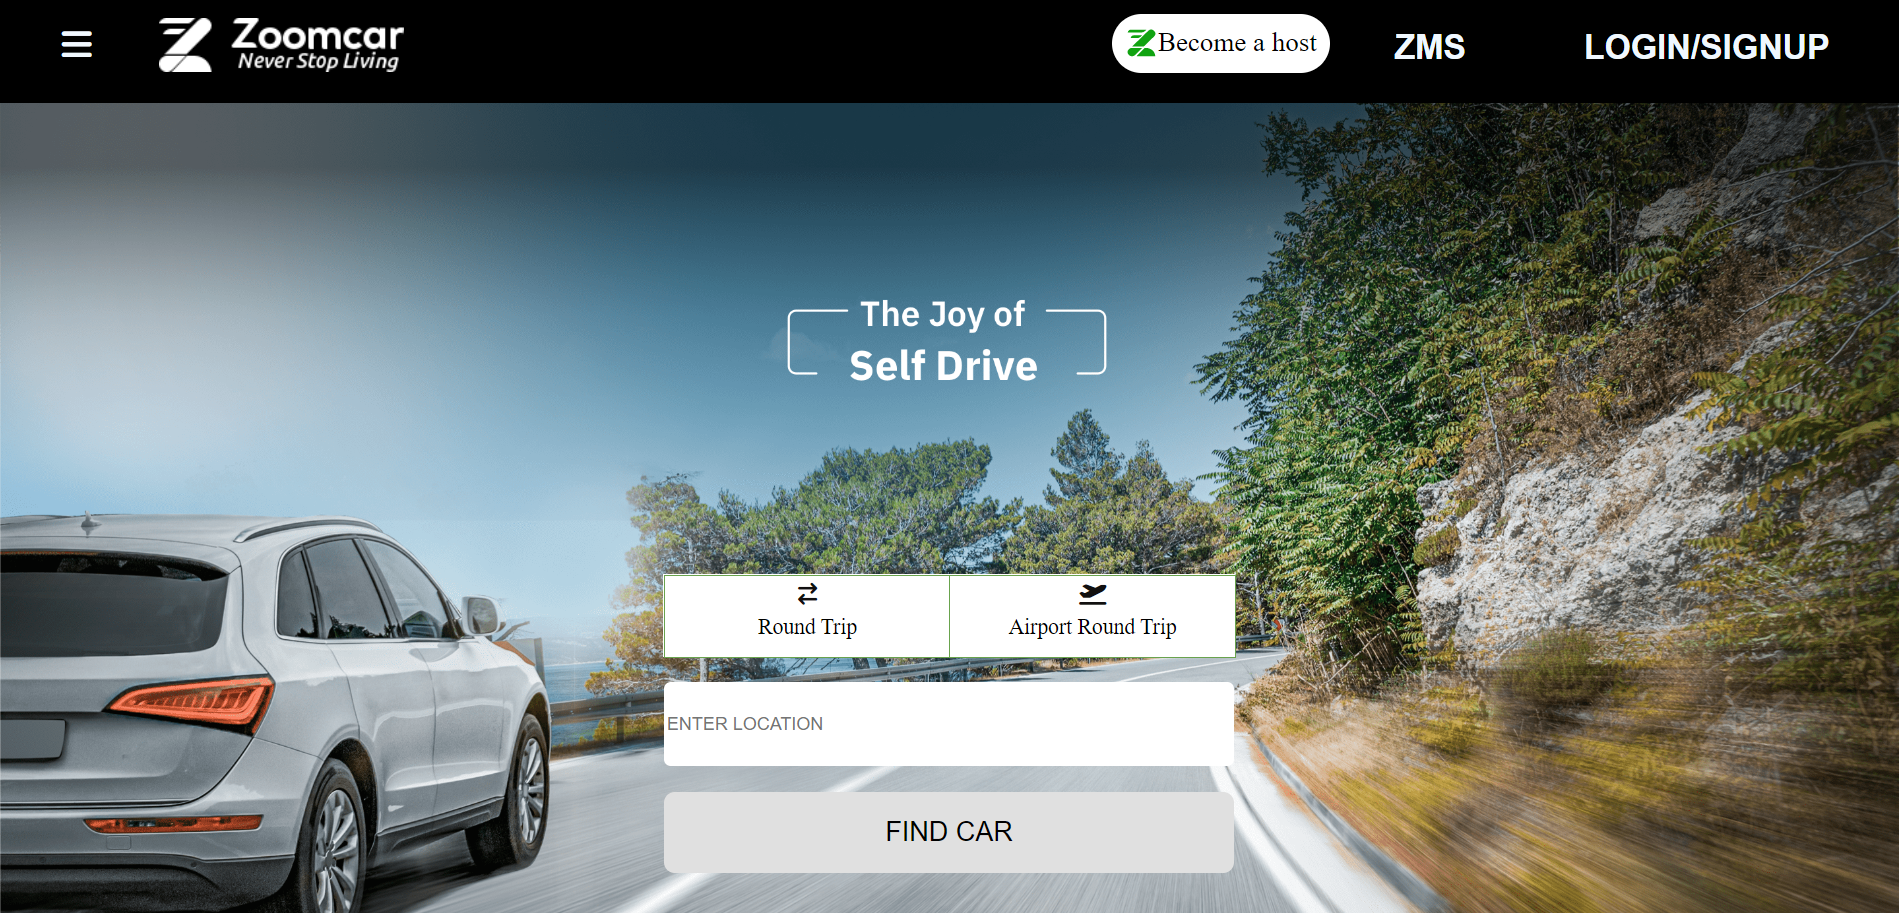 Zoomcar
Never Stop Living
Become a host
ZMS
LOGIN/SIGNUP
The Joy of
Self Drive
Round Trip
Airport Round Trip
ENTER LOCATION
FIND CAR